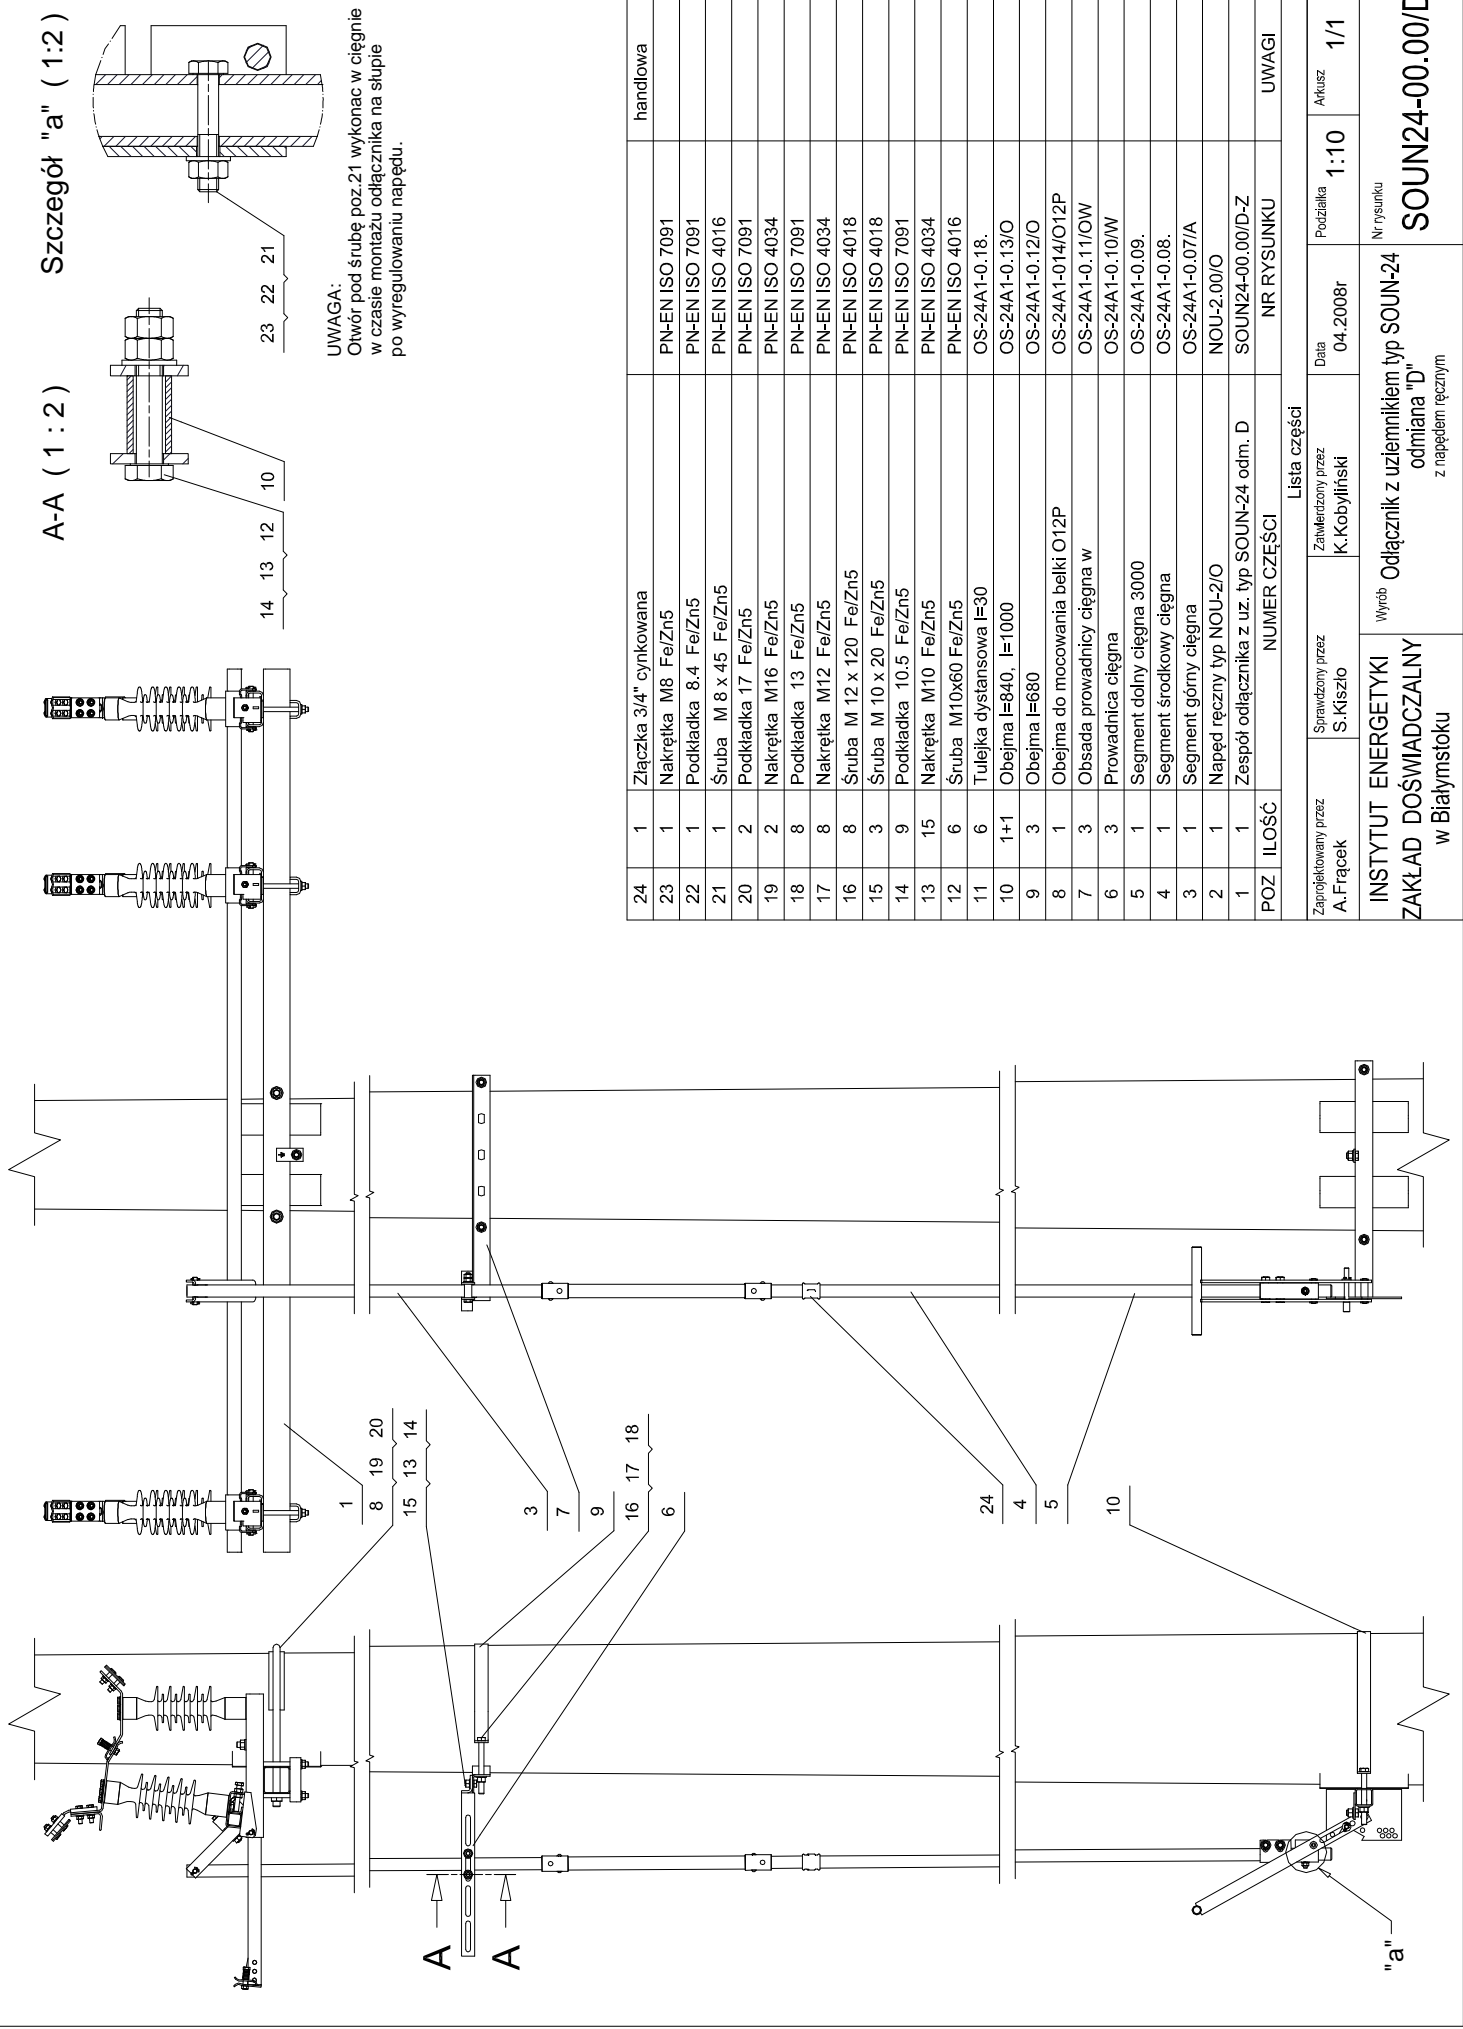 A-A ( 1 : 2 )
Szczegół "a" ( 1:2 )
14 13 12 10
23 22 21
UWAGA:
Otwór pod śrubę poz.21 wykonac w cięgnie
w czasie montażu odłącznika na słupie
po wyregulowaniu napędu.
1
8 19 20
15 13 14
3
7
9
16 17 18
6
24
4
5
10
A
A
"a"
24 1 Złączka 3/4" cynkowana handlowa
23 1 Nakrętka M8 Fe/Zn5 PN-EN ISO 7091
22 1 Podkładka 8.4 Fe/Zn5 PN-EN ISO 7091
21 1 Śruba M 8 x 45 Fe/Zn5 PN-EN ISO 4016
20 2 Podkładka 17 Fe/Zn5 PN-EN ISO 7091
19 2 Nakrętka M16 Fe/Zn5 PN-EN ISO 4034
18 8 Podkładka 13 Fe/Zn5 PN-EN ISO 7091
17 8 Nakrętka M12 Fe/Zn5 PN-EN ISO 4034
16 8 Śruba M 12 x 120 Fe/Zn5 PN-EN ISO 4018
15 3 Śruba M 10 x 20 Fe/Zn5 PN-EN ISO 4018
14 9 Podkładka 10.5 Fe/Zn5 PN-EN ISO 7091
13 15 Nakrętka M10 Fe/Zn5 PN-EN ISO 4034
12 6 Śruba M10x60 Fe/Zn5 PN-EN ISO 4016
11 6 Tulejka dystansowa l=30 OS-24A1-0.18.
10 1+1 Obejma l=840, l=1000 OS-24A1-0.13/O
9 3 Obejma l=680 OS-24A1-0.12/O
8 1 Obejma do mocowania belki O12P OS-24A1-014/O12P
7 3 Obsada prowadnicy cięgna w OS-24A1-0.11/OW
6 3 Prowadnica cięgna OS-24A1-0.10/W
5 1 Segment dolny cięgna 3000 OS-24A1-0.09.
4 1 Segment środkowy cięgna OS-24A1-0.08.
3 1 Segment górny cięgna OS-24A1-0.07/A
2 1 Napęd ręczny typ NOU-2/O NOU-2.00/O
1 1 Zespół odłącznika z uz. typ SOUN-24 odm. D SOUN24-00.00/D-Z
POZ ILOŚĆ NUMER CZĘŚCI NR RYSUNKU UWAGI
Lista części
Zaprojektowany przez Sprawdzony przez Zatwierdzony przez Data Podziałka Arkusz
A.Frącek S.Kiszło K.Kobyliński 04.2008r 1:10 1/1
INSTYTUT ENERGETYKI
ZAKŁAD DOŚWIADCZALNY
w Białymstoku
Wyrób Odłącznik z uziemnikiem typ SOUN-24
odmiana "D"
z napędem ręcznym
Nr rysunku
SOUN24-00.00/D